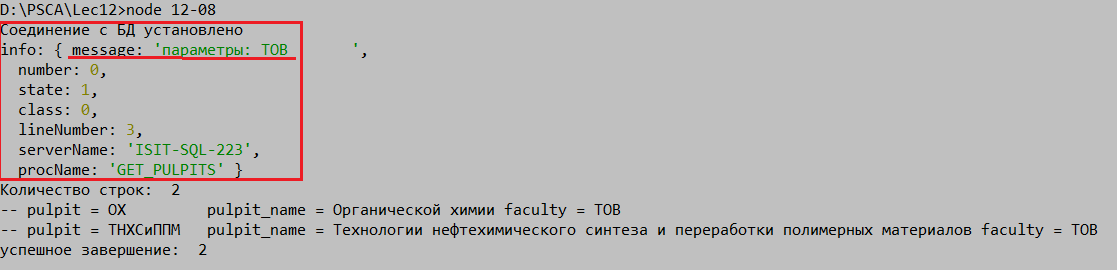 D:\PSCA\Lec12>node 12-08
Соединение с БД установлено
info: { message: 'параметры: ТОВ       ',
  number: 0,
  state: 1,
  class: 0,
  lineNumber: 3,
  serverName: 'ISIT-SQL-223',
  procName: 'GET_PULPITS' }
Количество строк:  2
-- pulpit = ОХ         pulpit_name = Органической химии faculty = ТОВ
-- pulpit = ТНХСиППМ   pulpit_name = Технологии нефтехимического синтеза и переработки полимерных материалов faculty = ТОВ
успешное завершение:  2